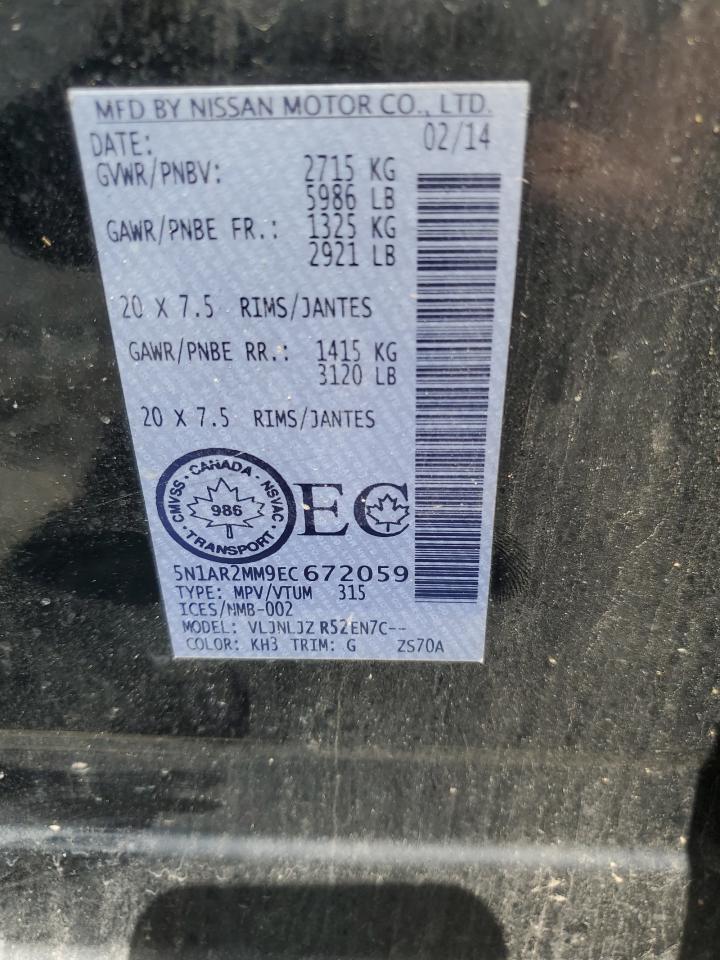 MFD BY NISSAN MOTOR CO., LTD.
DATE: 02/14
GVWR/PNBV: 2715 KG
5986 LB
GAWR/PNBE FR.: 1325 KG
2921 LB
20 X 7.5 RIMS/JANTES
GAWR/PNBE RR.: 1415 KG
3120 LB
20 X 7.5 RIMS/JANTES
CMVSS · CANADA · NSVAC · TRANSPORT ·
986
EC
5N1AR2MM9EC672059
TYPE: MPV/VTUM 315
ICES/NMB-002
MODEL: VLJNLJZ R52EN7C--
COLOR: KH3 TRIM: G ZS70A